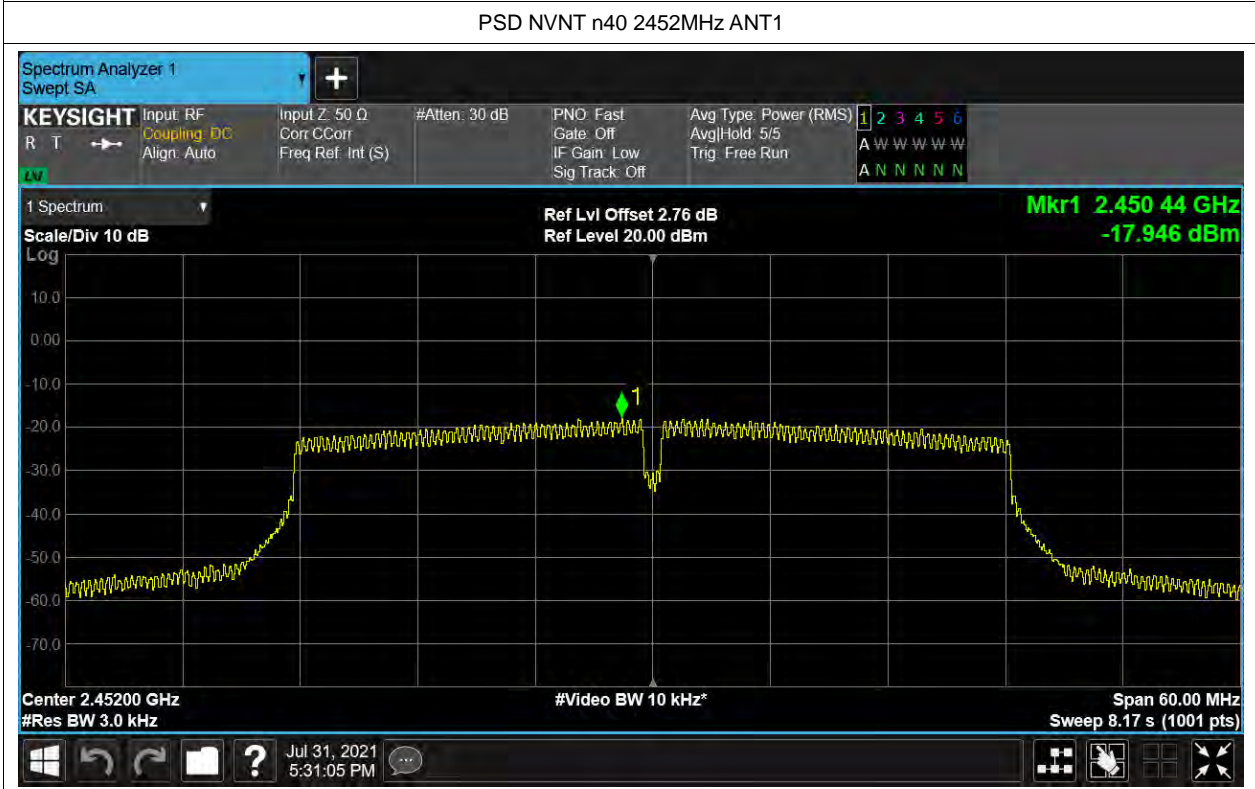 PSD NVNT n40 2452MHz ANT1
Spectrum Analyzer 1
Swept SA
+
KEYSIGHT
R T
LXI
Input: RF
Coupling: DC
Align: Auto
Input Z: 50 Ω
Corr CCorr
Freq Ref: Int (S)
#Atten: 30 dB
PNO: Fast
Gate: Off
IF Gain: Low
Sig Track: Off
Avg Type: Power (RMS)
Avg|Hold: 5/5
Trig: Free Run
1 2 3 4 5 6
A W W W W W
A N N N N N
1 Spectrum
Scale/Div 10 dB
Log
Ref Lvl Offset 2.76 dB
Ref Level 20.00 dBm
Mkr1 2.450 44 GHz
-17.946 dBm
10.0
0.00
-10.0
-20.0
-30.0
-40.0
-50.0
-60.0
-70.0
1
Center 2.45200 GHz
#Res BW 3.0 kHz
#Video BW 10 kHz*
Span 60.00 MHz
Sweep 8.17 s (1001 pts)
?
Jul 31, 2021
5:31:05 PM